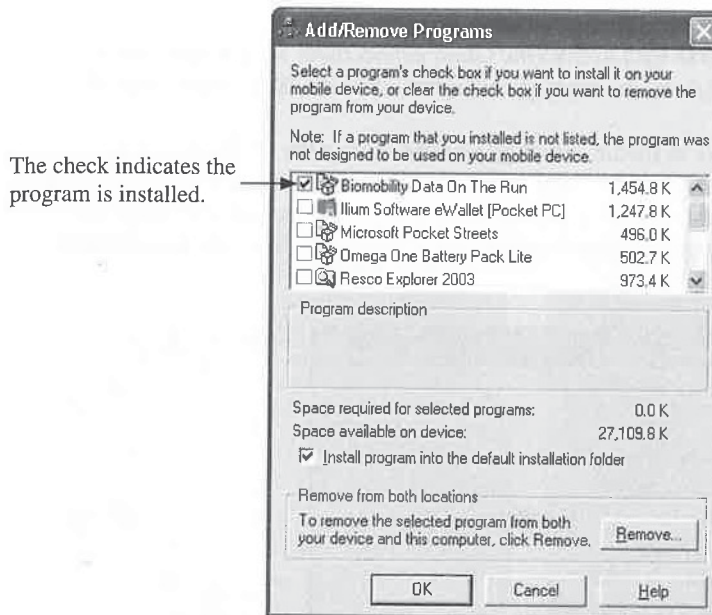 Add/Remove Programs
Select a program's check box if you want to install it on your
mobile device, or clear the check box if you want to remove the
program from your device.
Note: If a program that you installed is not listed, the program was
not designed to be used on your mobile device.
The check indicates the
program is installed.
Biomobility Data On The Run 1,454.8 K
Ilium Software eWallet [Pocket PC] 1,247.8 K
Microsoft Pocket Streets 496.0 K
Omega One Battery Pack Lite 502.7 K
Resco Explorer 2003 973.4 K
Program description
Space required for selected programs: 0.0 K
Space available on device: 27,109.8 K
Install program into the default installation folder
Remove from both locations
To remove the selected program from both
your device and this computer, click Remove.
Remove...
OK Cancel Help